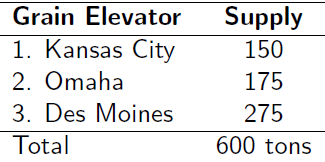 Grain Elevator Supply
1. Kansas City 150
2. Omaha 175
3. Des Moines 275
Total 600 tons